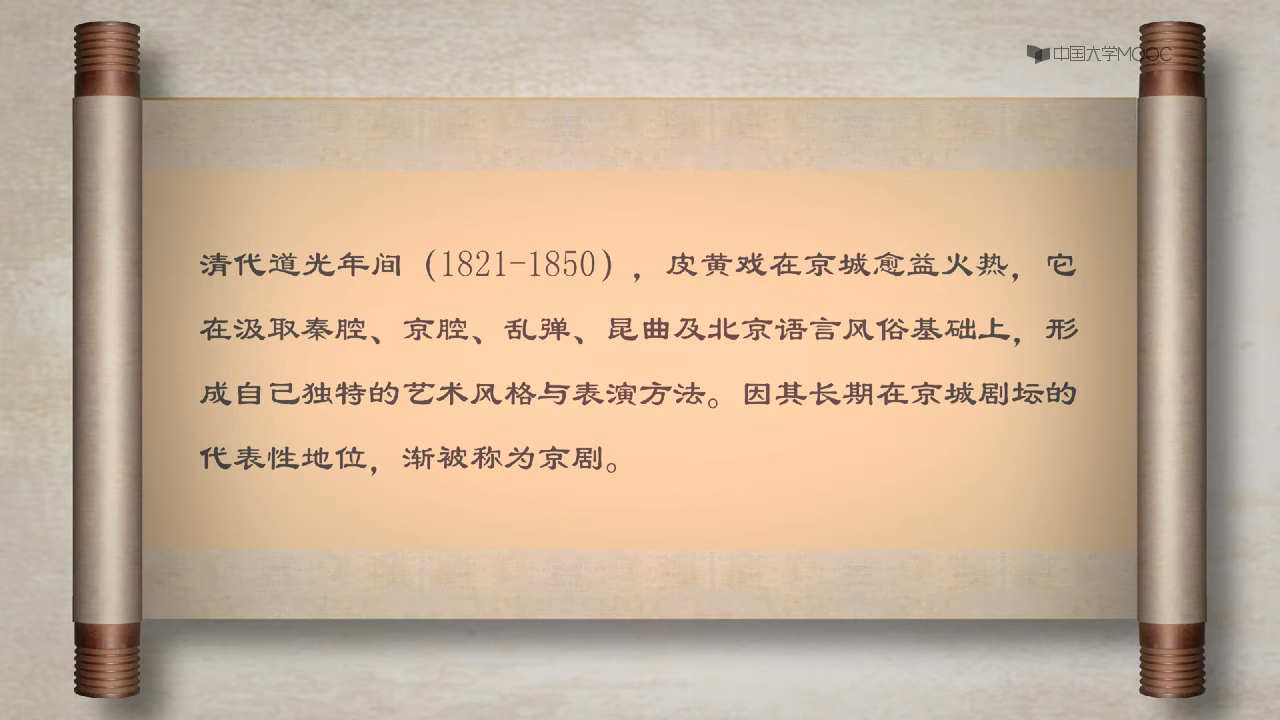 中国大学MOOC
清代道光年间（1821-1850），皮黄戏在京城愈益火热，它
在汲取秦腔、京腔、乱弹、昆曲及北京语言风俗基础上，形
成自己独特的艺术风格与表演方法。因其长期在京城剧坛的
代表性地位，渐被称为京剧。